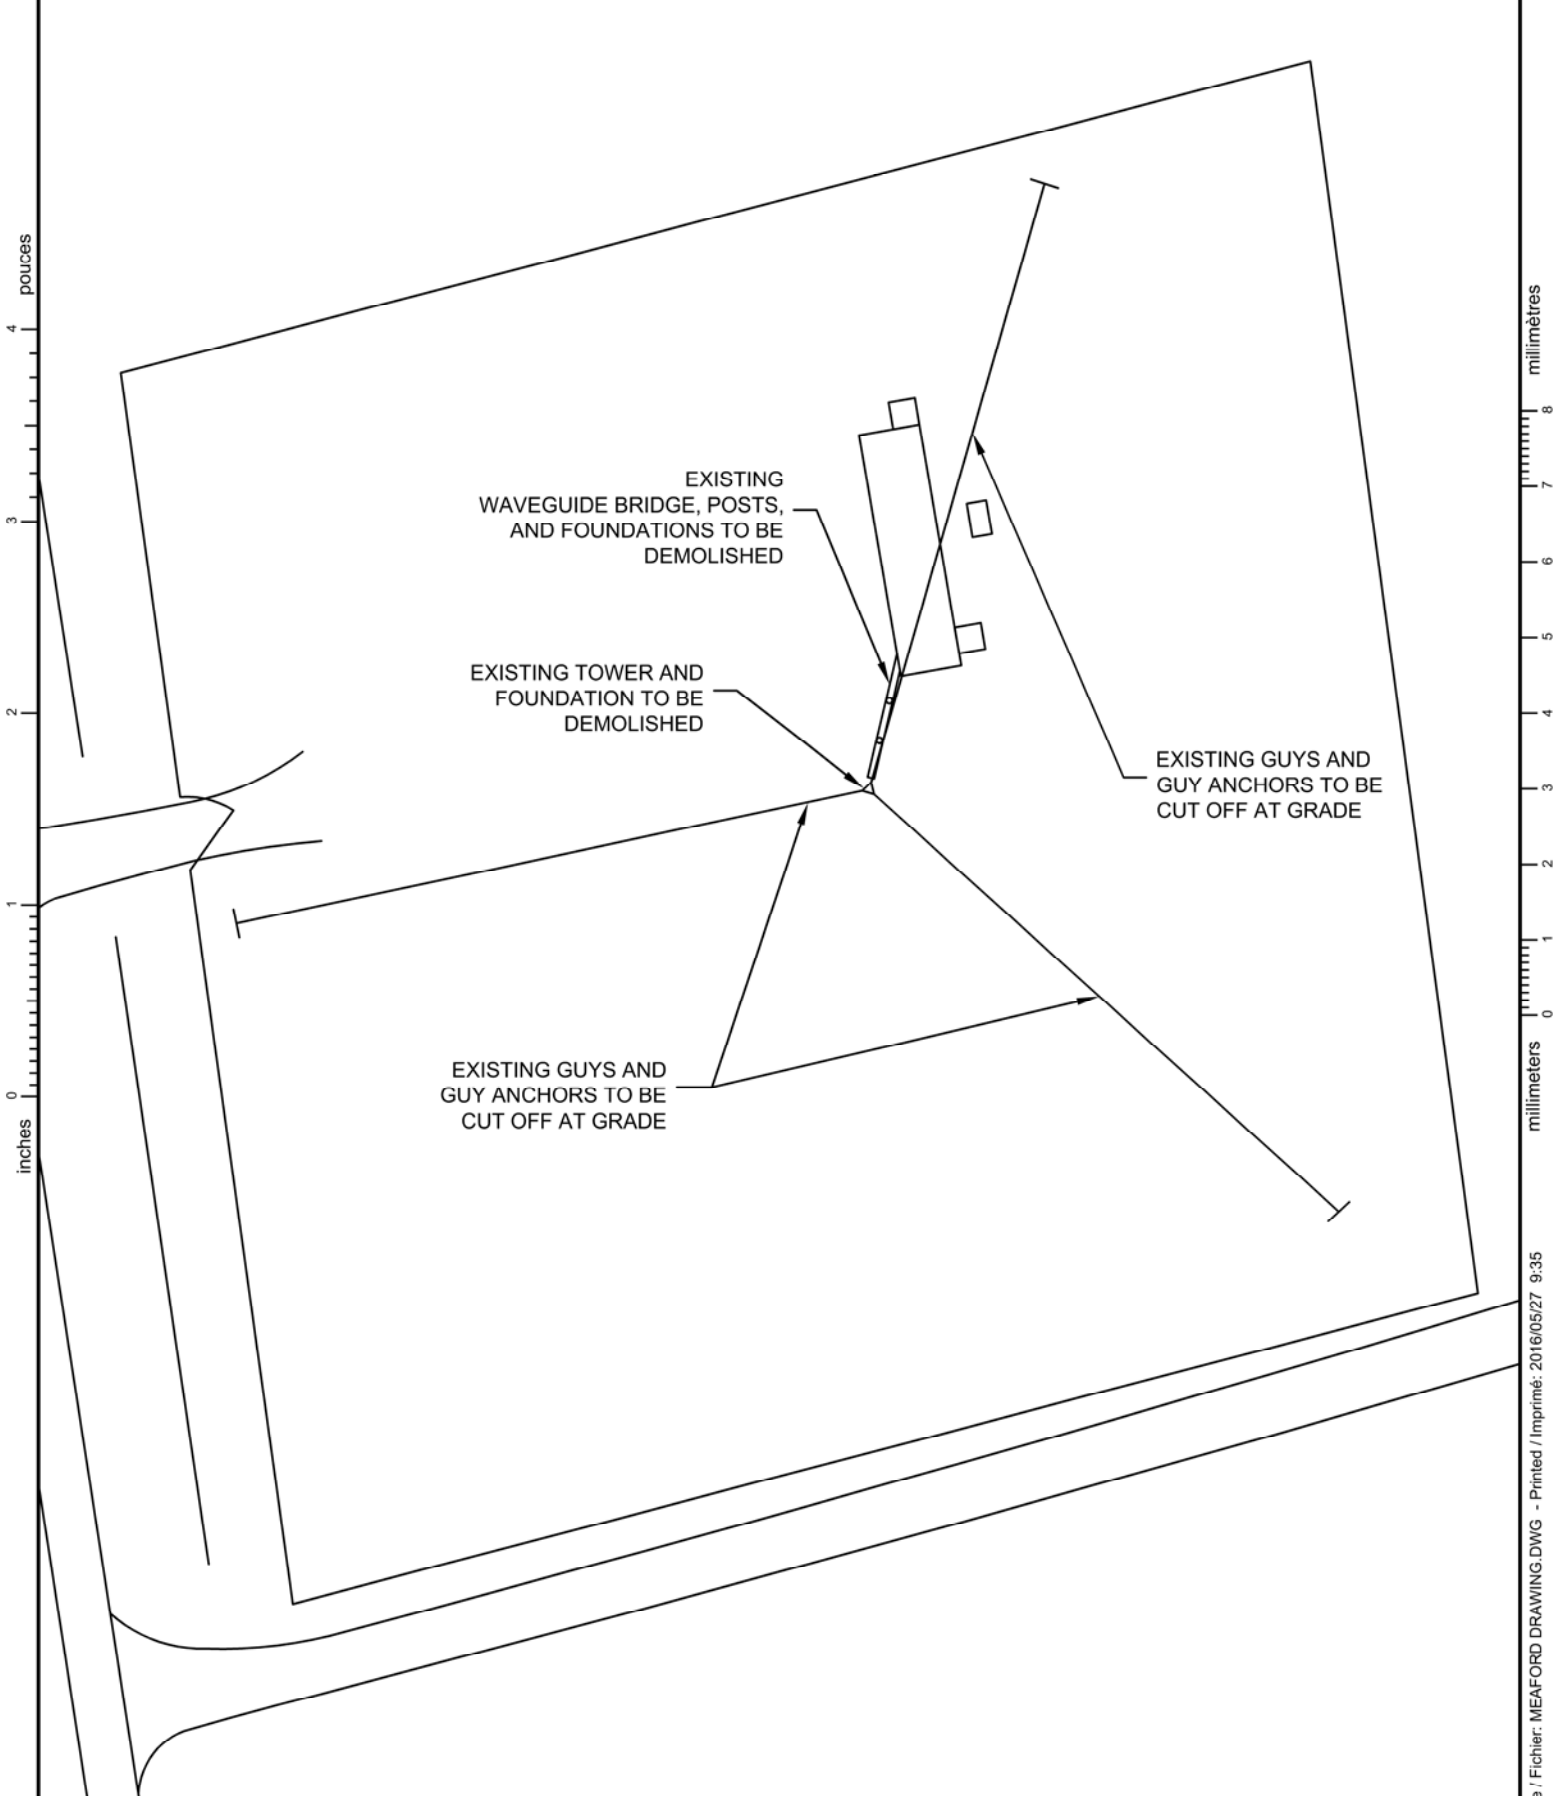 EXISTING
WAVEGUIDE BRIDGE, POSTS,
AND FOUNDATIONS TO BE
DEMOLISHED
EXISTING TOWER AND
FOUNDATION TO BE
DEMOLISHED
EXISTING GUYS AND
GUY ANCHORS TO BE
CUT OFF AT GRADE
EXISTING GUYS AND
GUY ANCHORS TO BE
CUT OFF AT GRADE
inches
0
1
2
3
4
pouces
millimeters
0
1
2
3
4
5
6
7
8
millimètres
/ Fichier: MEAFORD DRAWING.DWG - Printed / Imprimé: 2016/05/27 9:35